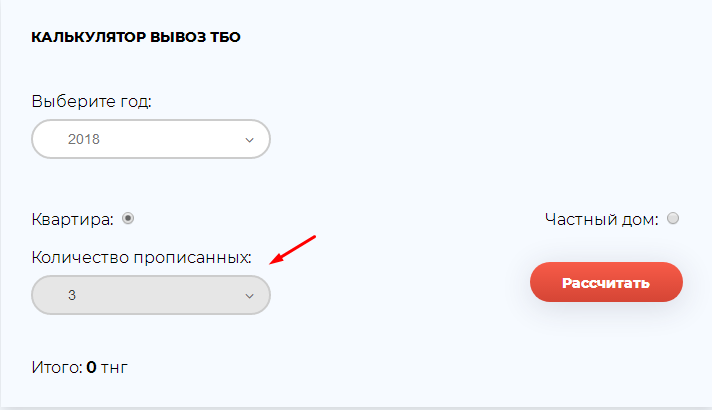 КАЛЬКУЛЯТОР ВЫВОЗ ТБО
Выберите год:
2018
Квартира:
Частный дом:
Количество прописанных:
3
Рассчитать
Итого: 0 тнг